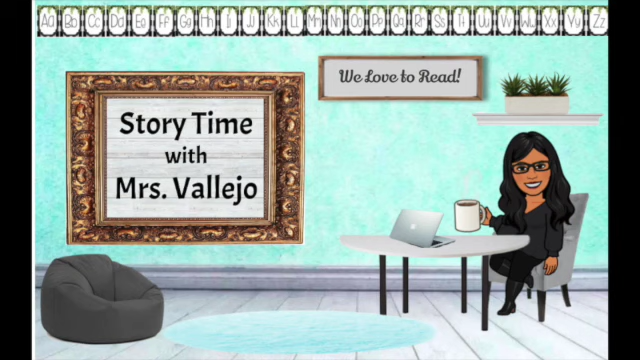 Aa Bb Cc Dd Ee Ff Gg Hh Ii Jj Kk Ll Mm Nn Oo Pp Qq Rr Ss Tt Uu Vv Ww Xx Yy Zz
We Love to Read!
Story Time
with
Mrs. Vallejo